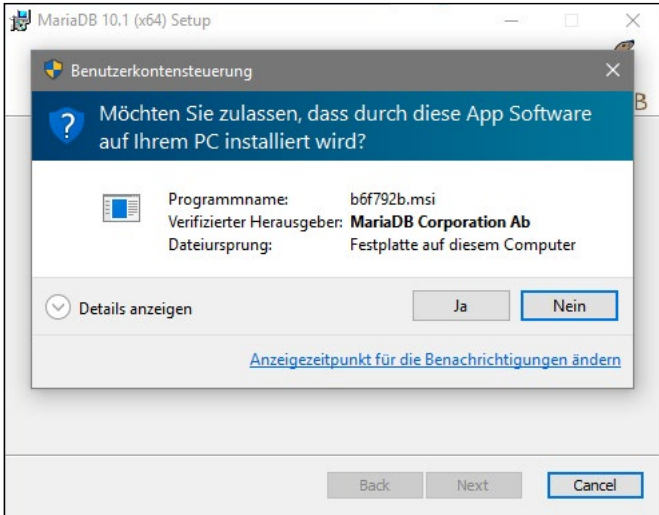 MariaDB 10.1 (x64) Setup
Benutzerkontensteuerung
B
Möchten Sie zulassen, dass durch diese App Software
auf Ihrem PC installiert wird?
Programmname: b6f792b.msi
Verifizierter Herausgeber: MariaDB Corporation Ab
Dateiursprung: Festplatte auf diesem Computer
Details anzeigen Ja Nein
Anzeigezeitpunkt für die Benachrichtigungen ändern
Back Next Cancel